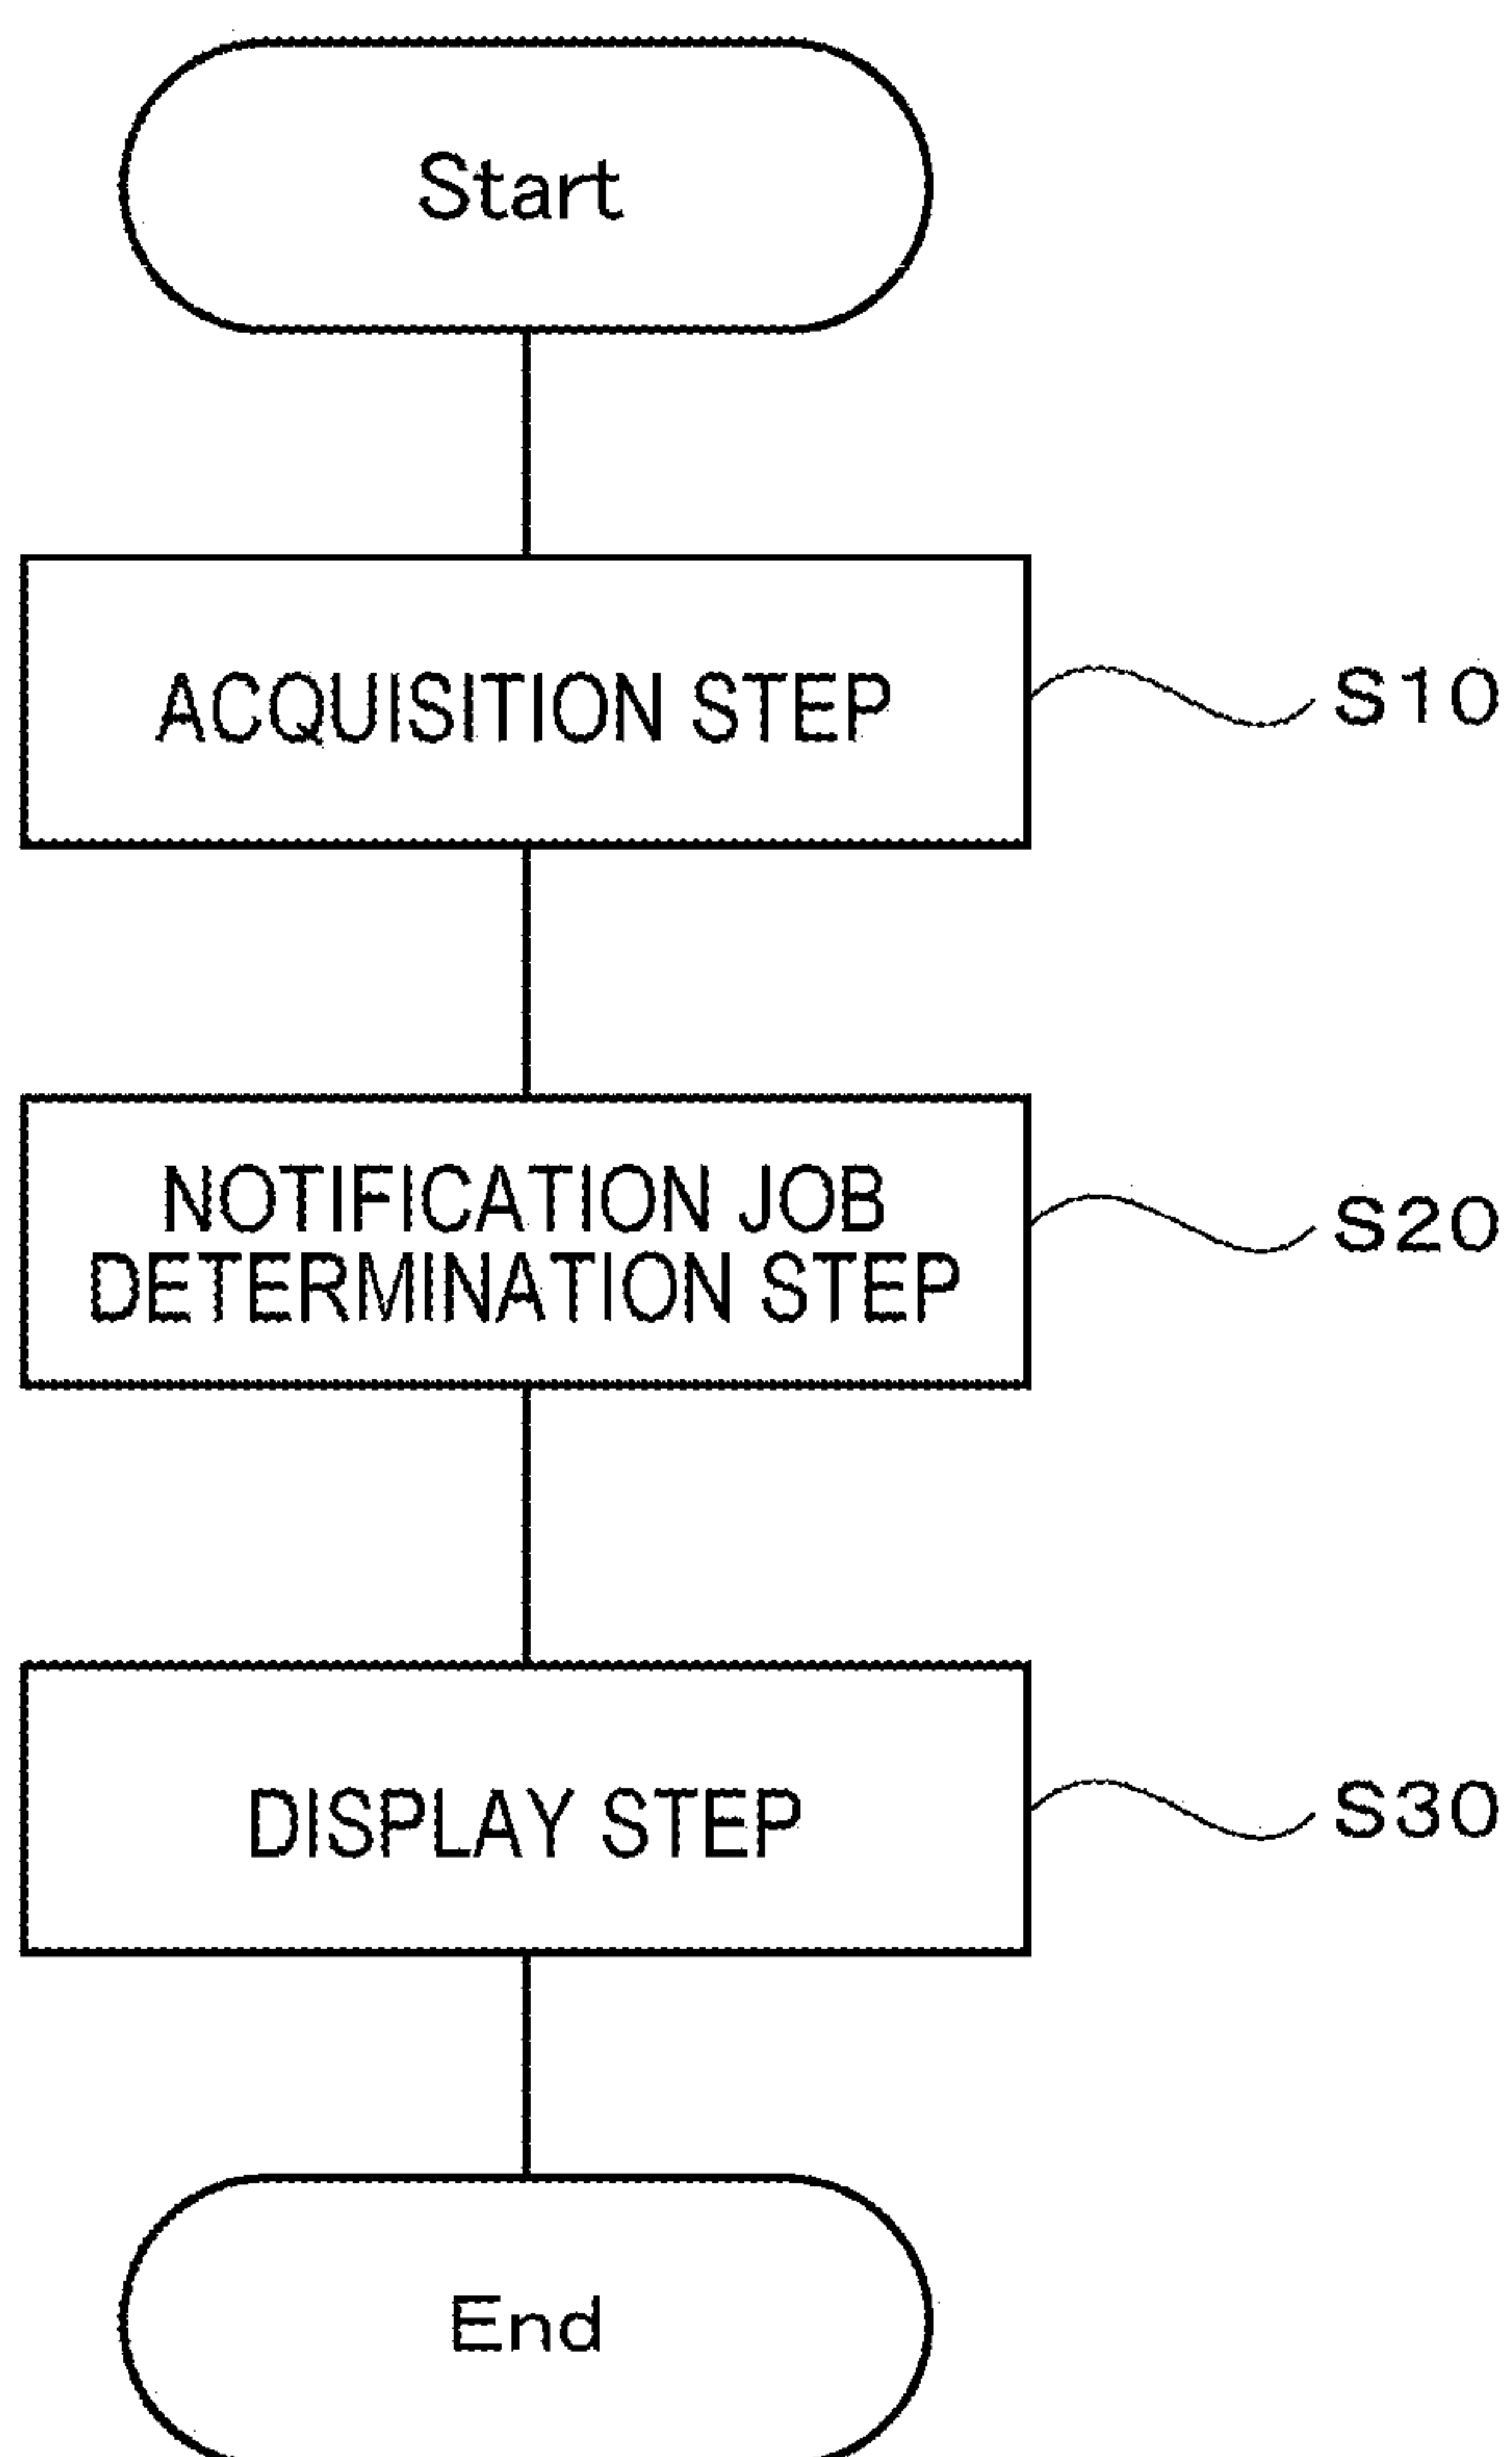 Start
ACQUISITION STEP
S10
NOTIFICATION JOB
DETERMINATION STEP
S20
DISPLAY STEP
S30
End